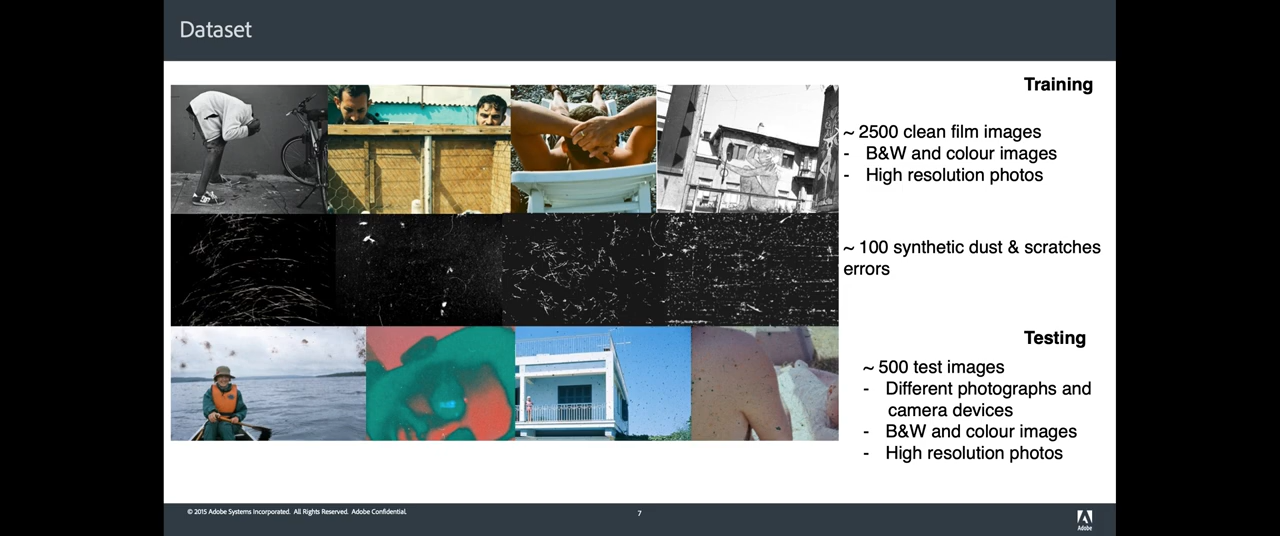 Dataset
Training
~ 2500 clean film images
- B&W and colour images
- High resolution photos
~ 100 synthetic dust & scratches
errors
Testing
~ 500 test images
- Different photographs and
camera devices
- B&W and colour images
- High resolution photos
© 2015 Adobe Systems Incorporated. All Rights Reserved. Adobe Confidential.
7
Adobe